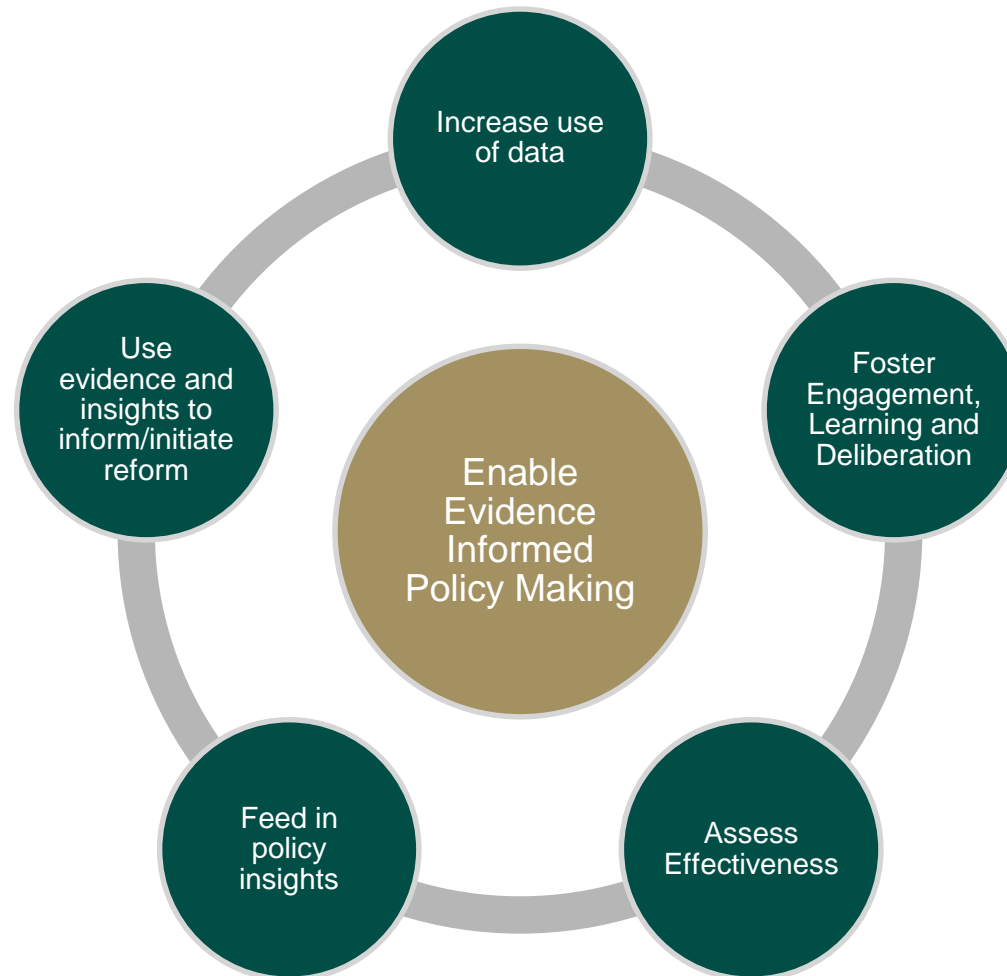 Increase use
of data
Foster
Engagement,
Learning and
Deliberation
Assess
Effectiveness
Feed in
policy
insights
Use
evidence and
insights to
inform/initiate
reform
Enable
Evidence
Informed
Policy Making